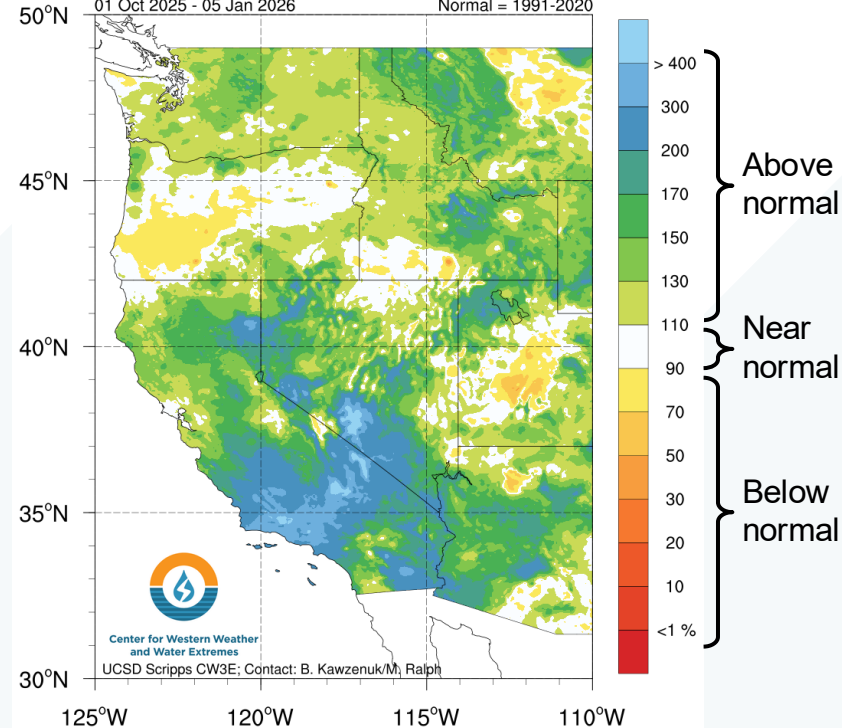 01 Oct 2025 - 05 Jan 2026 Normal = 1991-2020
50°N
45°N
40°N
35°N
30°N
125°W 120°W 115°W 110°W
> 400
300
200
170
150
130
110
90
70
50
30
20
10
<1 %
Above
normal
Near
normal
Below
normal
Center for Western Weather
and Water Extremes
UCSD Scripps CW3E; Contact: B. Kawzenuk/M. Ralph